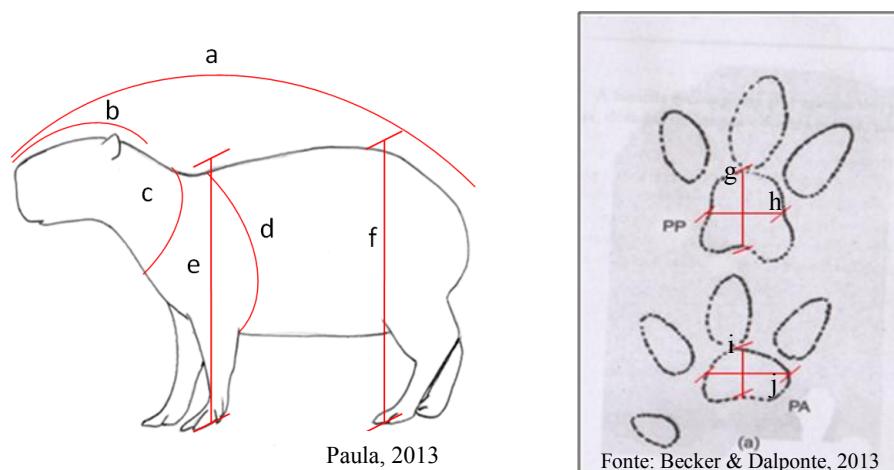 a
b
c
d
e
f
Paula, 2013
g
h
PP
i
j
PA
(a)
Fonte: Becker & Dalponte, 2013